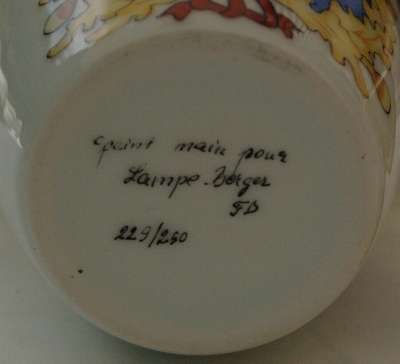 peint main pour
Lampe Berger
FD
229/250